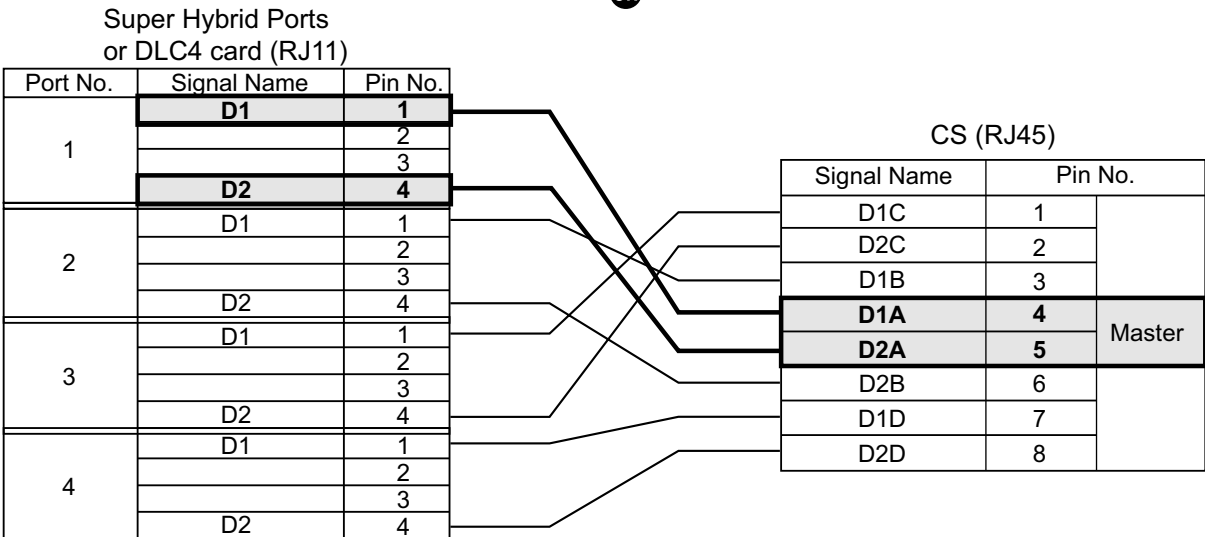 Super Hybrid Ports
or DLC4 card (RJ11)
Port No. Signal Name Pin No.
1
D1 1
2
3
D2 4
2
D1 1
2
3
D2 4
3
D1 1
2
3
D2 4
4
D1 1
2
3
D2 4
CS (RJ45)
Signal Name Pin No.
D1C 1
D2C 2
D1B 3
D1A 4
Master
D2A 5
D2B 6
D1D 7
D2D 8